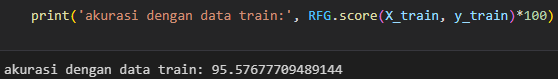 print('akurasi dengan data train:', RFG.score(X_train, y_train)*100)
akurasi dengan data train: 95.57677709489144